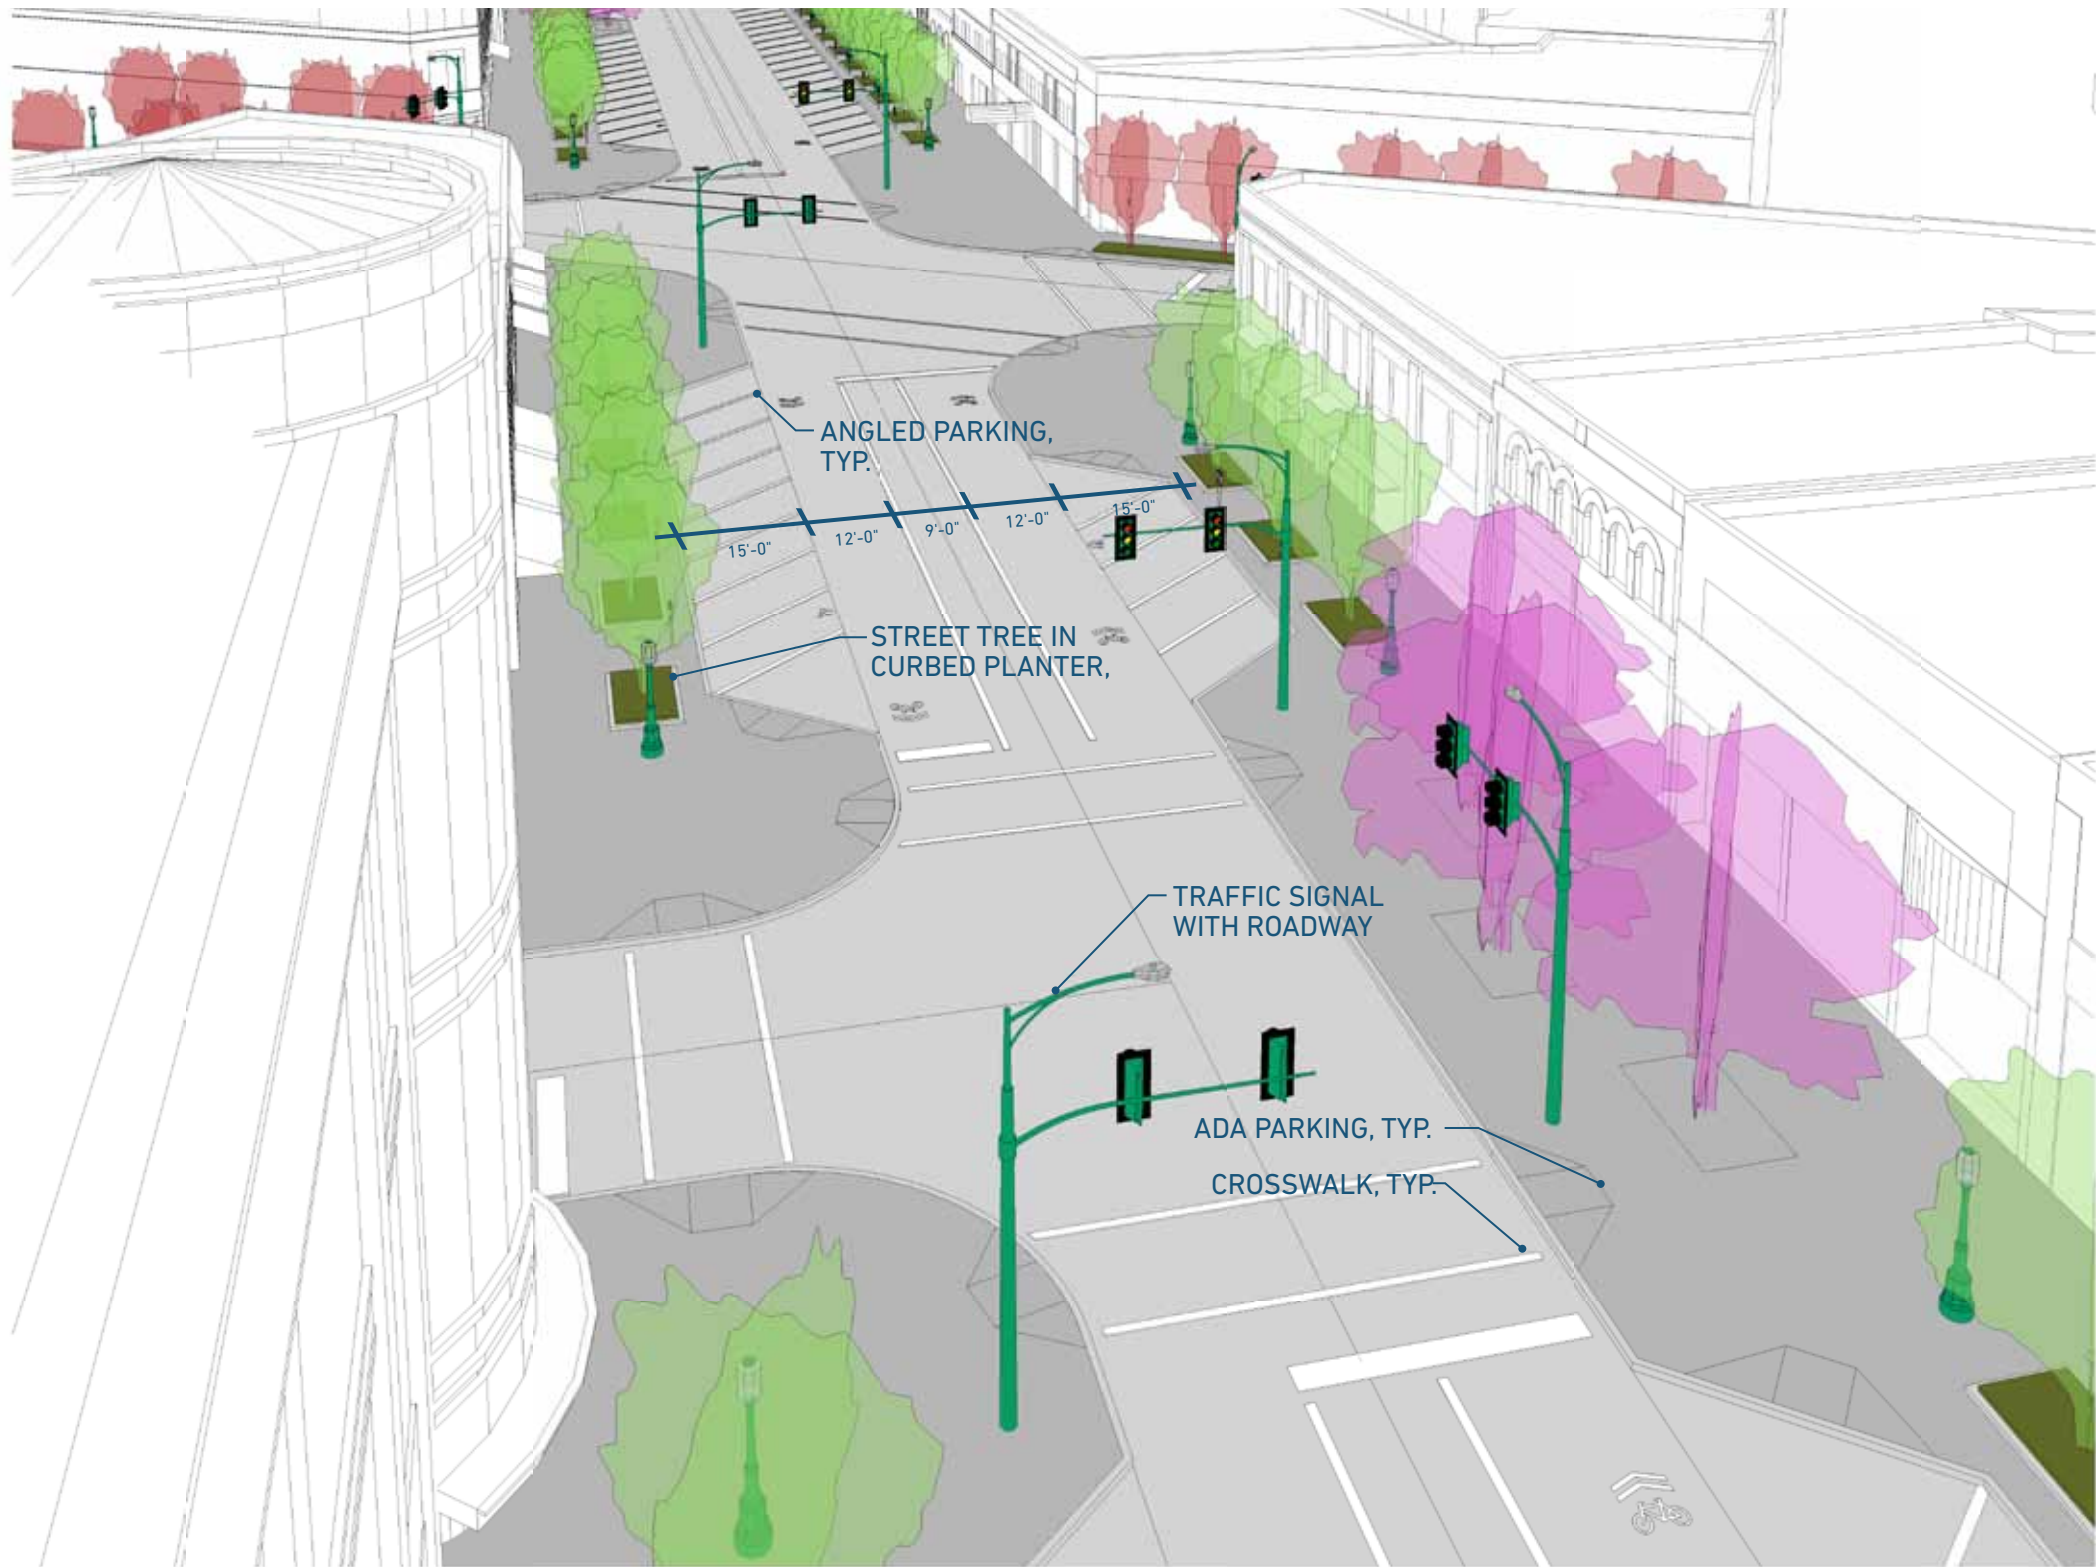 ANGLED PARKING,
TYP.
15'-0"
12'-0"
9'-0"
12'-0"
15'-0"
STREET TREE IN
CURBED PLANTER,
TRAFFIC SIGNAL
WITH ROADWAY
ADA PARKING, TYP.
CROSSWALK, TYP.